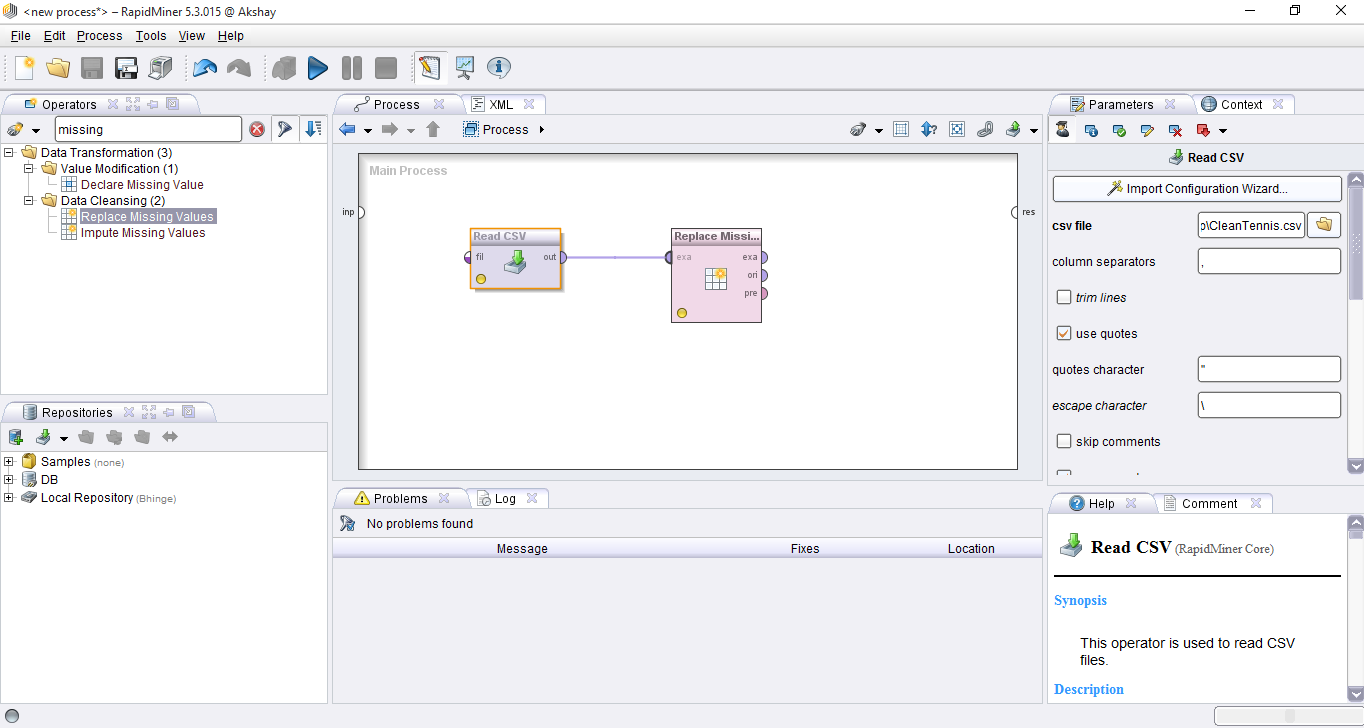 <new process*> – RapidMiner 5.3.015 @ Akshay
File Edit Process Tools View Help
Operators
missing
Data Transformation (3)
Value Modification (1)
Declare Missing Value
Data Cleansing (2)
Replace Missing Values
Impute Missing Values
Repositories
Samples (none)
DB
Local Repository (Bhinge)
Process XML
Process
Main Process
inp
res
Read CSV
fil out
Replace Missi...
exa exa
ori
pre
Problems Log
No problems found
Message Fixes Location
Parameters Context
Read CSV
Import Configuration Wizard...
csv file p\CleanTennis.csv
column separators ,
trim lines
use quotes
quotes character "
escape character \
skip comments
Help Comment
Read CSV (RapidMiner Core)
Synopsis
This operator is used to read CSV
files.
Description